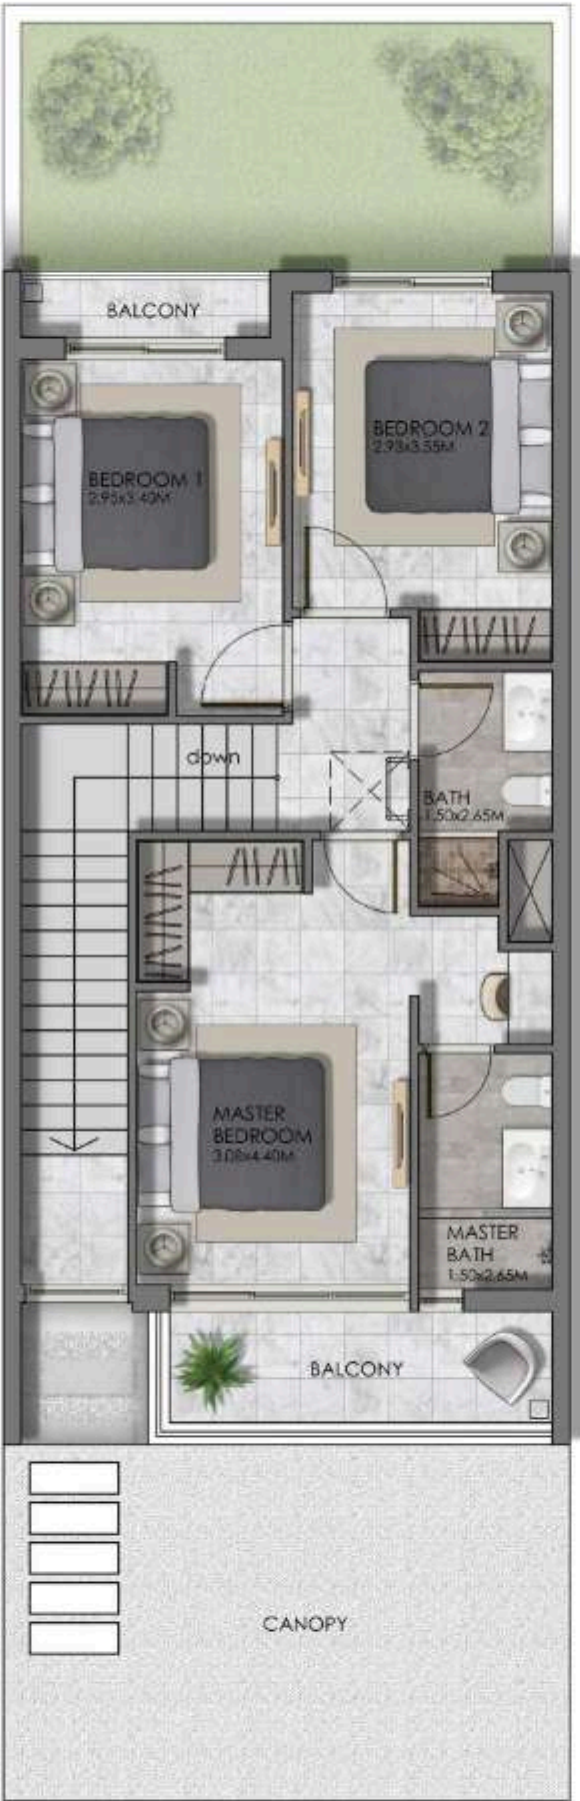 BALCONY
BEDROOM 2
2.93x3.55M
BEDROOM 1
2.95x3.40M
down
BATH
1.50x2.65M
MASTER
BEDROOM
3.08x4.40M
MASTER
BATH
1.50x2.65M
BALCONY
CANOPY